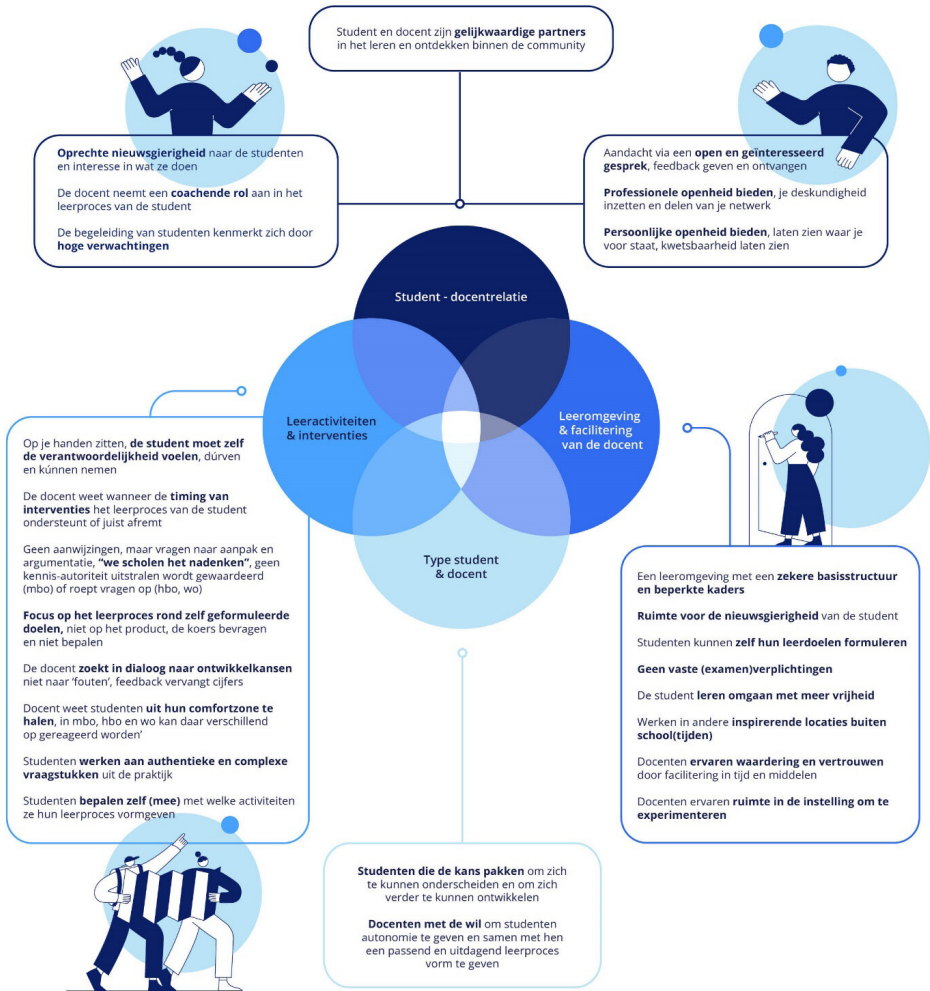 Student en docent zijn gelijkwaardige partners
in het leren en ontdekken binnen de community
Oprechte nieuwsgierigheid naar de studenten
en interesse in wat ze doen
De docent neemt een coachende rol aan in het
leerproces van de student
De begeleiding van studenten kenmerkt zich door
hoge verwachtingen
Aandacht via een open en geïnteresseerd
gesprek, feedback geven en ontvangen
Professionele openheid bieden, je deskundigheid
inzetten en delen van je netwerk
Persoonlijke openheid bieden, laten zien waar je
voor staat, kwetsbaarheid laten zien
Student - docentrelatie
Leeractiviteiten
& interventies
Leeromgeving
& facilitering
van de docent
Type student
& docent
Op je handen zitten, de student moet zelf
de verantwoordelijkheid voelen, dúrven
en kúnnen nemen
De docent weet wanneer de timing van
interventies het leerproces van de student
ondersteunt of juist afremt
Geen aanwijzingen, maar vragen naar aanpak en
argumentatie, “we scholen het nadenken”, geen
kennis-autoriteit uitstralen wordt gewaardeerd
(mbo) of roept vragen op (hbo, wo)
Focus op het leerproces rond zelf geformuleerde
doelen, niet op het product, de koers bevragen
en niet bepalen
De docent zoekt in dialoog naar ontwikkelkansen
niet naar ‘fouten’, feedback vervangt cijfers
Docent weet studenten uit hun comfortzone te
halen, in mbo, hbo en wo kan daar verschillend
op gereageerd worden’
Studenten werken aan authentieke en complexe
vraagstukken uit de praktijk
Studenten bepalen zelf (mee) met welke activiteiten
ze hun leerproces vormgeven
Een leeromgeving met een zekere basisstructuur
en beperkte kaders
Ruimte voor de nieuwsgierigheid van de student
Studenten kunnen zelf hun leerdoelen formuleren
Geen vaste (examen)verplichtingen
De student leren omgaan met meer vrijheid
Werken in andere inspirerende locaties buiten
school(tijden)
Docenten ervaren waardering en vertrouwen
door facilitering in tijd en middelen
Docenten ervaren ruimte in de instelling om te
experimenteren
Studenten die de kans pakken om zich
te kunnen onderscheiden en om zich
verder te kunnen ontwikkelen
Docenten met de wil om studenten
autonomie te geven en samen met hen
een passend en uitdagend leerproces
vorm te geven